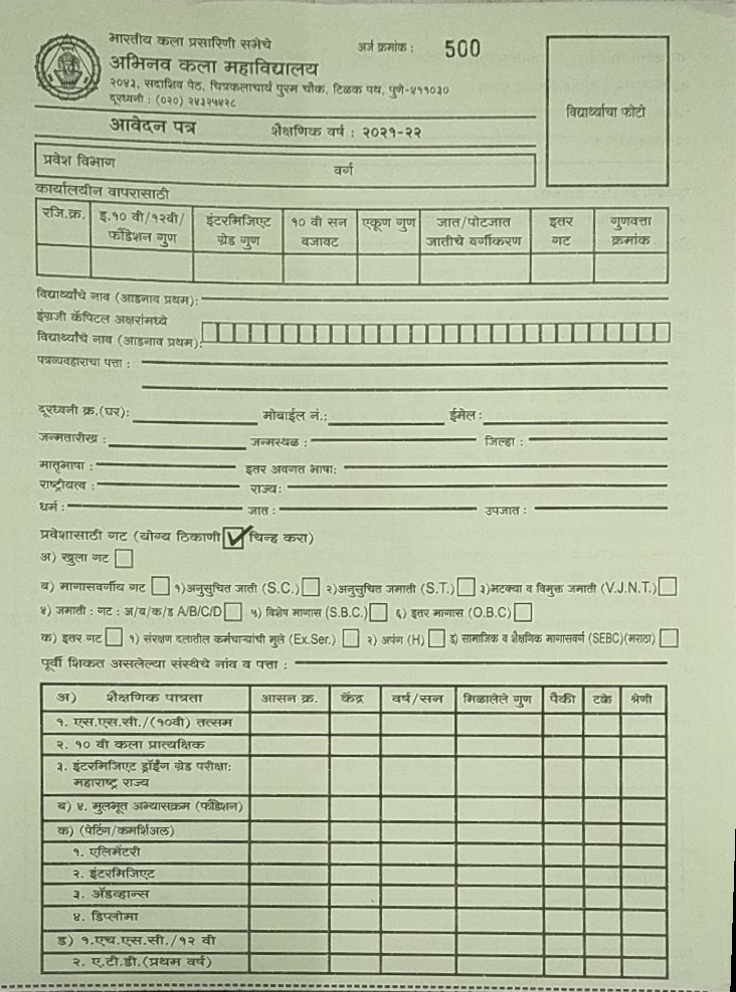 भारतीय कला प्रसारिणी सभेचे
अर्ज क्रमांक : 500
अभिनव कला महाविद्यालय
२०४३, सदाशिव पेठ, चित्रकलाचार्य पुरम चौक, टिळक पथ, पुणे-४११०३०
दूरध्वनी : (०२०) २४३२५४२८
विद्यार्थ्याचा फोटो
आवेदन पत्र शैक्षणिक वर्ष : २०२१-२२
प्रवेश विभाग वर्ग
कार्यालयीन वापरासाठी
रजि.क्र. इ.१० वी/१२वी/ इंटरमिजिएट १० वी सन एकूण गुण जात/पोटजात इतर गुणवत्ता
फौंडेशन गुण ग्रेड गुण वजावट जातीचे वर्गीकरण गट क्रमांक
विद्यार्थ्यांचे नाव (आडनाव प्रथम):
इंग्रजी कॅपिटल अक्षरांमध्ये
विद्यार्थ्यांचे नाव (आडनाव प्रथम):
पत्रव्यवहाराचा पत्ता :
दूरध्वनी क्र.(घर): मोबाईल नं.: ईमेल :
जन्मतारीख : जन्मस्थळ : जिल्हा :
मातृभाषा : इतर अवगत भाषा:
राष्ट्रीयत्व : राज्य:
धर्म : जात : उपजात :
प्रवेशासाठी गट (योग्य ठिकाणी ✓ चिन्ह करा)
अ) खुला गट
ब) मागासवर्गीय गट १)अनुसुचित जाती (S.C.) २)अनुसुचित जमाती (S.T.) ३)भटक्या व विमुक्त जमाती (V.J.N.T.)
४) जमाती : गट : अ/ब/क/ड A/B/C/D ५) विशेष मागास (S.B.C.) ६) इतर मागास (O.B.C)
क) इतर गट १) संरक्षण दलातील कर्मचाऱ्यांची मुले (Ex.Ser.) २) अपंग (H) ड) सामाजिक व शैक्षणिक मागासवर्ग (SEBC)(मराठा)
पूर्वी शिकत असलेल्या संस्थेचे नांव व पत्ता :
अ) शैक्षणिक पात्रता आसन क्र. केंद्र वर्ष/सन मिळालेले गुण पैकी टक्के श्रेणी
१. एस.एस.सी./(१०वी) तत्सम
२. १० वी कला प्रात्यक्षिक
३. इंटरमिजिएट ड्रॉईंग ग्रेड परीक्षा:
महाराष्ट्र राज्य
ब) ४. मुलभूत अभ्यासक्रम (फौंडेशन)
क) (पेंटिंग/कमर्शिअल)
१. एलिमेंटरी
२. इंटरमिजिएट
३. अ‍ॅडव्हान्स
४. डिप्लोमा
ड) १.एच.एस.सी./१२ वी
२. ए.टी.डी.(प्रथम वर्ष)